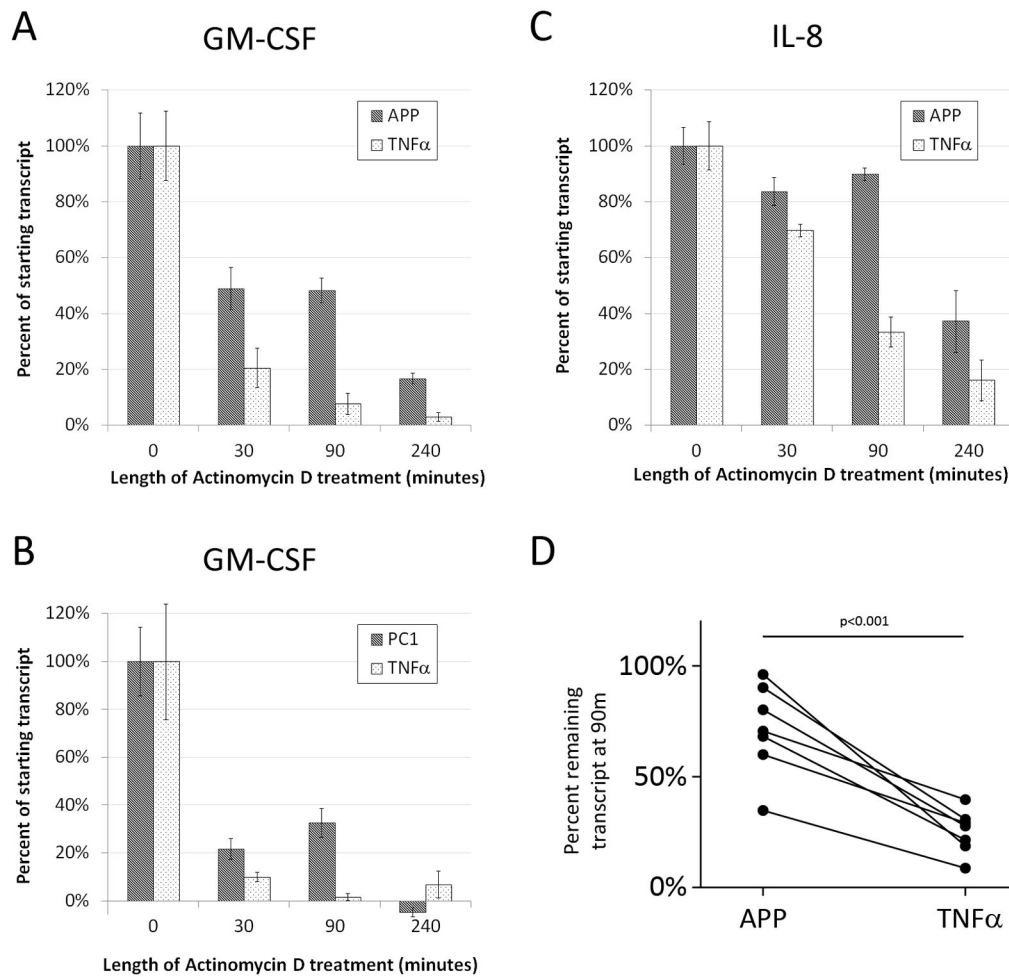 A
GM-CSF
120%
100%
80%
60%
40%
20%
0%
Percent of starting transcript
APP
TNFα
0 30 90 240
Length of Actinomycin D treatment (minutes)
C
IL-8
120%
100%
80%
60%
40%
20%
0%
Percent of starting transcript
APP
TNFα
0 30 90 240
Length of Actinomycin D treatment (minutes)
B
GM-CSF
120%
100%
80%
60%
40%
20%
0%
Percent of starting transcript
PC1
TNFα
0 30 90 240
Length of Actinomycin D treatment (minutes)
D
p<0.001
100%
50%
0%
Percent remaining
transcript at 90m
APP TNFα